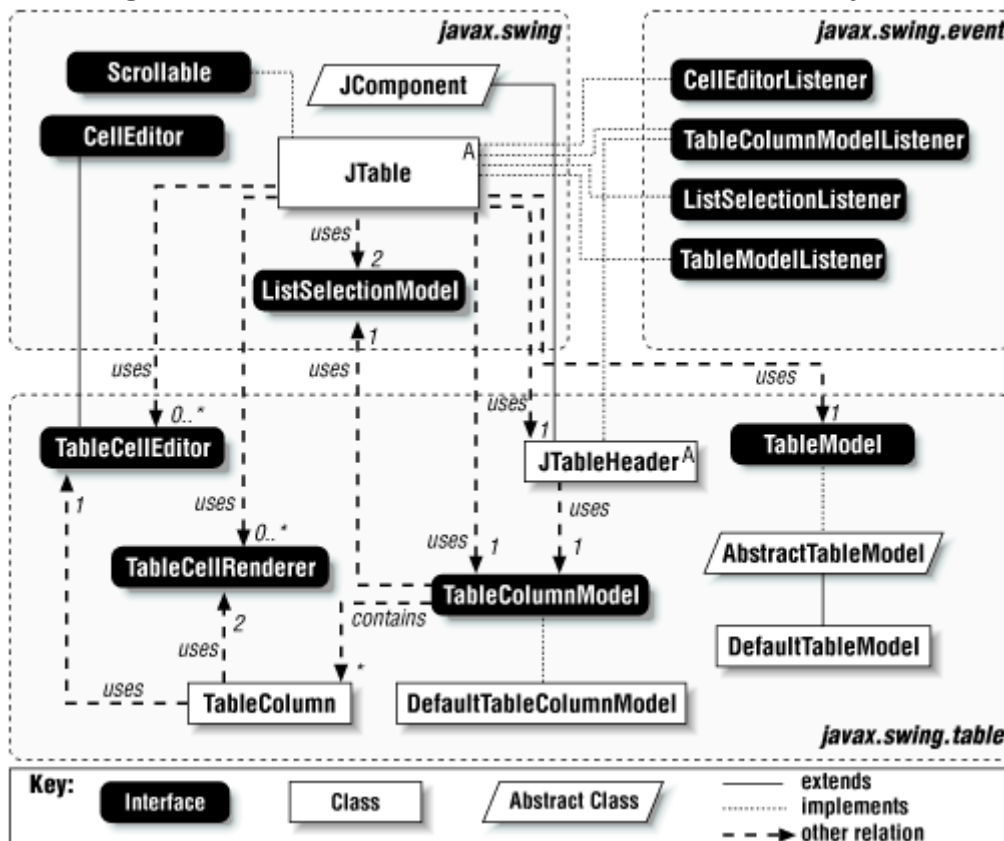 javax.swing
javax.swing.event
Scrollable
JComponent
CellEditor
CellEditorListener
A
JTable
TableColumnModelListener
ListSelectionListener
TableModelListener
uses
2
ListSelectionModel
1
uses
uses
uses
uses
0..*
1
1
TableCellEditor
JTableHeader A
TableModel
1
uses
uses
0..*
uses
1
1
TableCellRenderer
AbstractTableModel
TableColumnModel
2
contains
uses
*
DefaultTableModel
uses
TableColumn
DefaultTableColumnModel
javax.swing.table
Key:
Interface
Class
Abstract Class
extends
implements
other relation